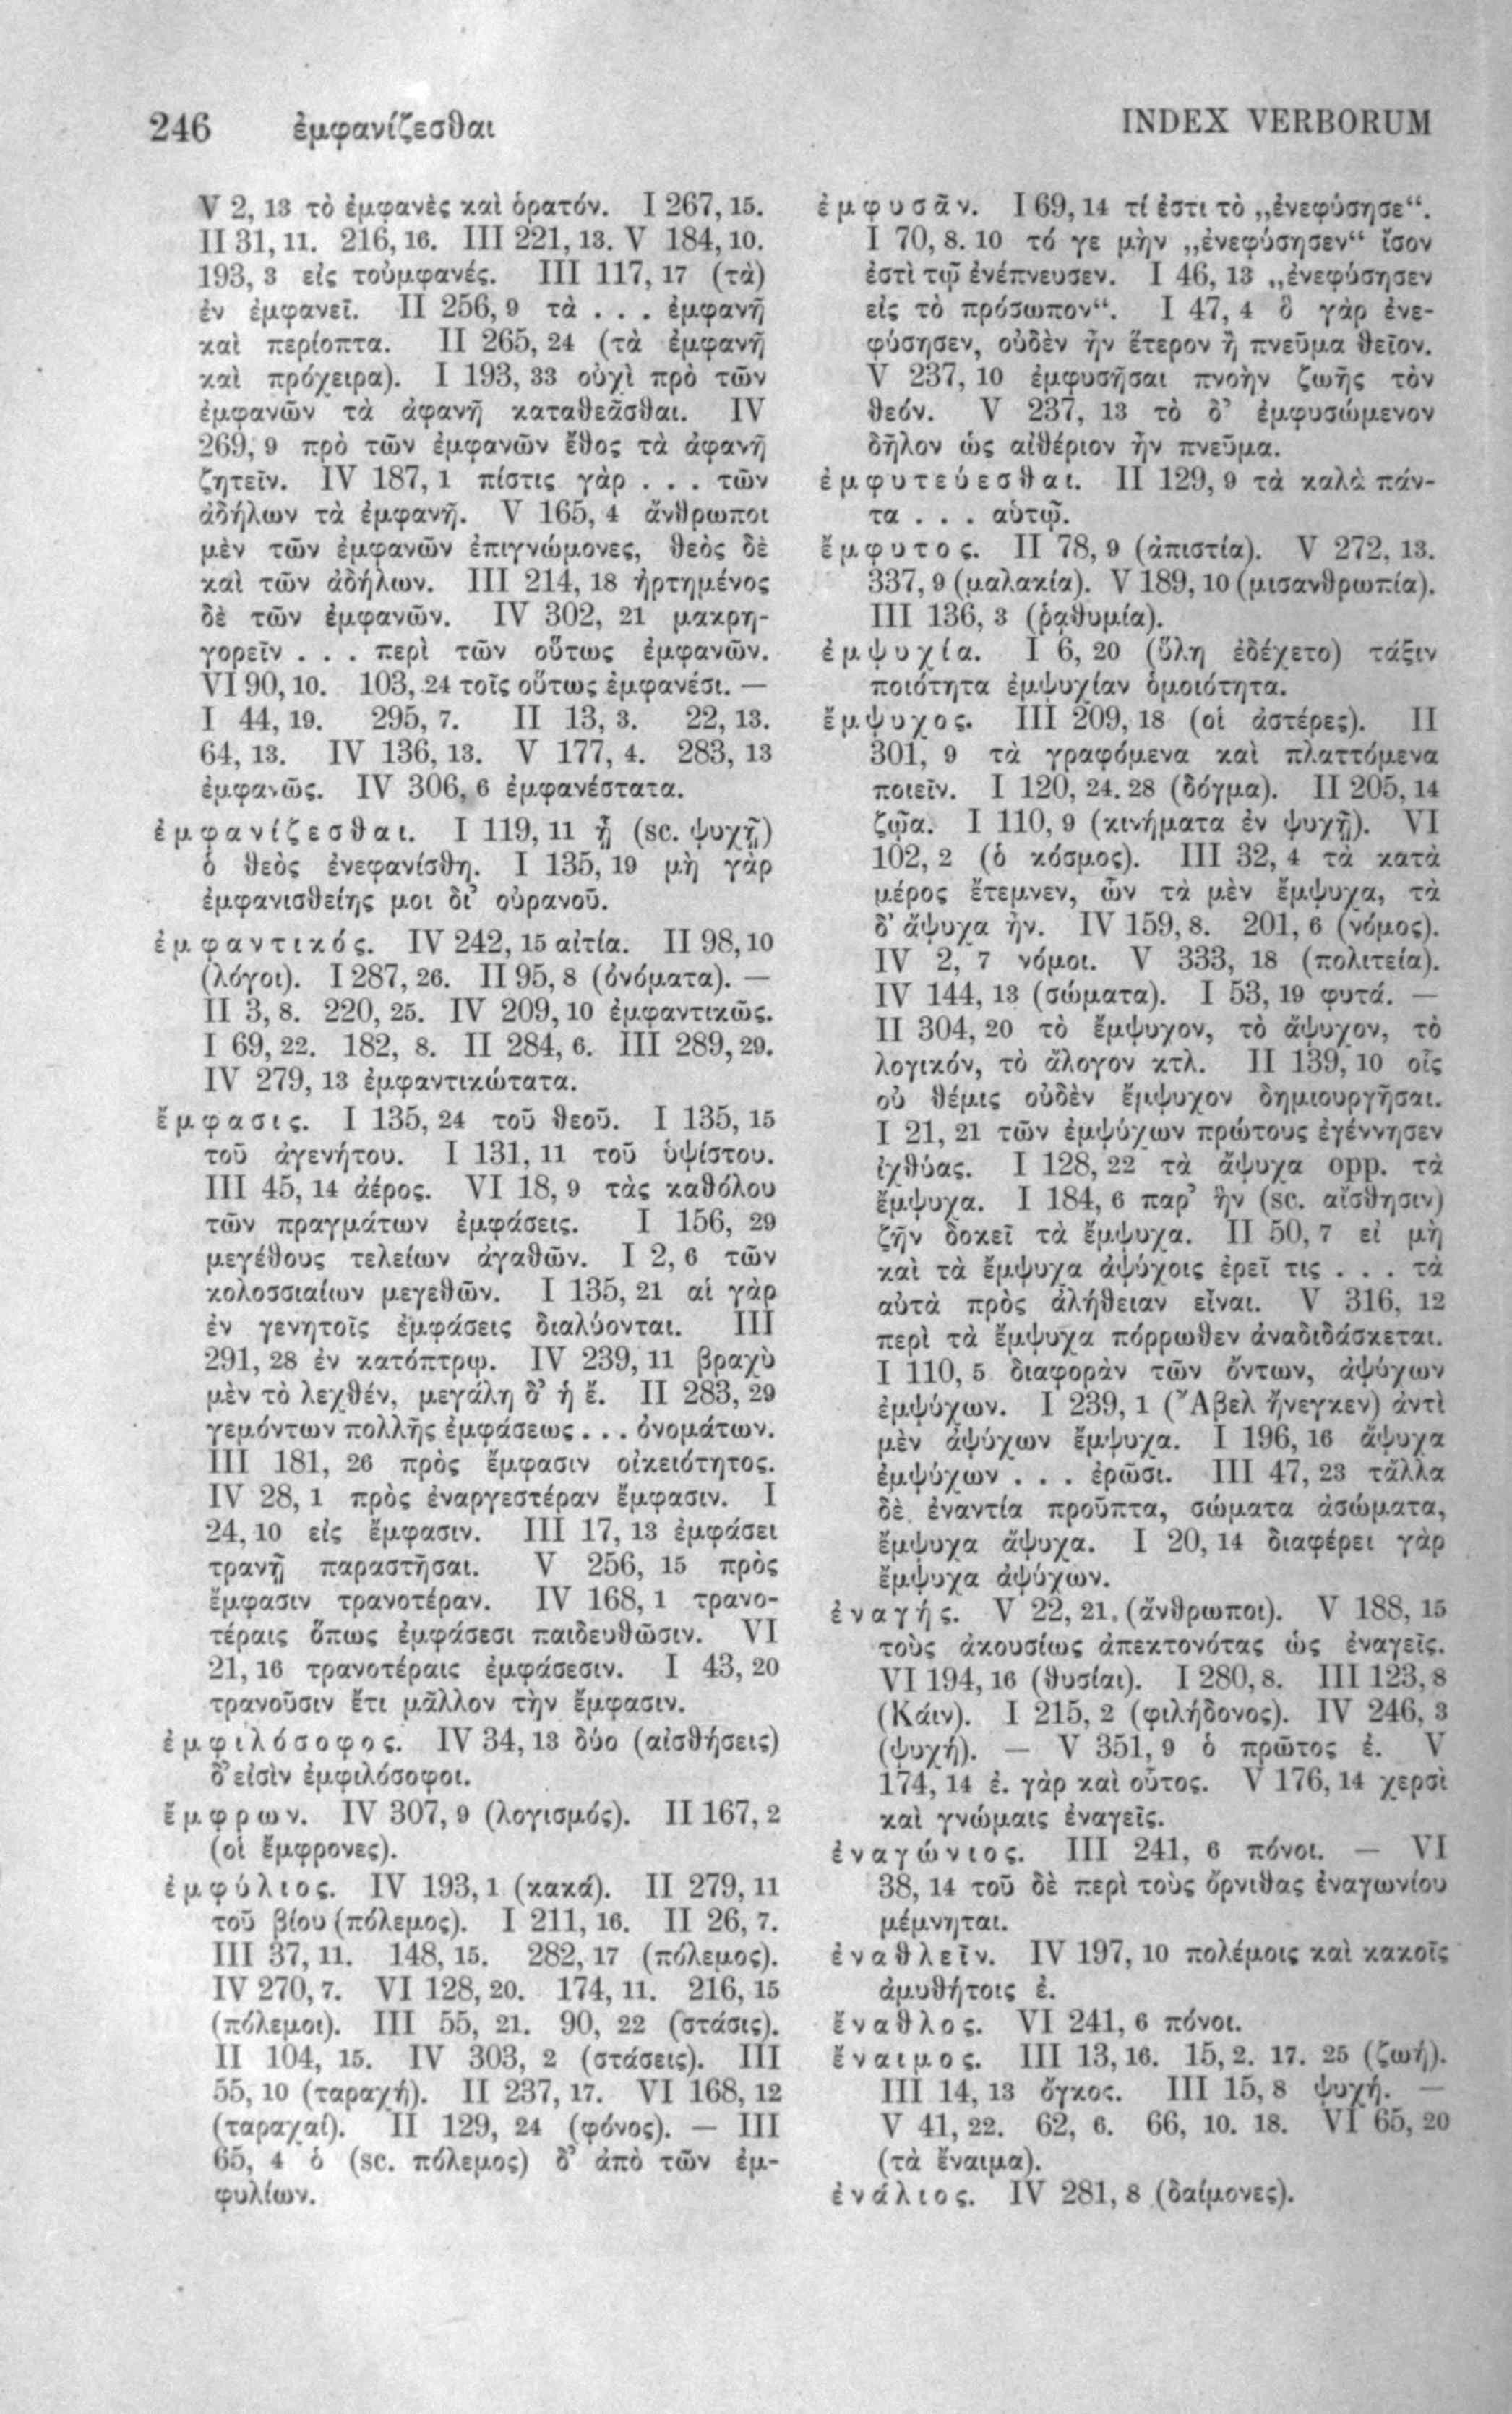 246 ἐμφανίζεσθαι INDEX VERBORUM
V 2, 13 τὸ ἐμφανὲς καὶ ὁρατόν. I 267, 15.
II 31, 11. 216, 16. III 221, 13. V 184, 10.
193, 3 εἰς τοὐμφανές. III 117, 17 (τὰ)
ἐν ἐμφανεῖ. II 256, 9 τὰ . . . ἐμφανῆ
καὶ περίοπτα. II 265, 24 (τὰ ἐμφανῆ
καὶ πρόχειρα). I 193, 33 οὐχὶ πρὸ τῶν
ἐμφανῶν τὰ ἀφανῆ καταθεᾶσθαι. IV
269, 9 πρὸ τῶν ἐμφανῶν ἔθος τὰ ἀφανῆ
ζητεῖν. IV 187, 1 πίστις γὰρ . . . τῶν
ἀδήλων τὰ ἐμφανῆ. V 165, 4 ἄνθρωποι
μὲν τῶν ἐμφανῶν ἐπιγνώμονες, θεὸς δὲ
καὶ τῶν ἀδήλων. III 214, 18 ἠρτημένος
δὲ τῶν ἐμφανῶν. IV 302, 21 μακρη-
γορεῖν . . . περὶ τῶν οὕτως ἐμφανῶν.
VI 90, 10. 103, 24 τοῖς οὕτως ἐμφανέσι. —
I 44, 19. 295, 7. II 13, 3. 22, 13.
64, 13. IV 136, 13. V 177, 4. 283, 13
ἐμφανῶς. IV 306, 6 ἐμφανέστατα.
ἐμφανίζεσθαι. I 119, 11 ᾗ (sc. ψυχῇ)
ὁ θεὸς ἐνεφανίσθη. I 135, 19 μὴ γὰρ
ἐμφανισθείης μοι δι’ οὐρανοῦ.
ἐμφαντικός. IV 242, 15 αἰτία. II 98, 10
(λόγοι). I 287, 26. II 95, 8 (ὀνόματα). —
II 3, 8. 220, 25. IV 209, 10 ἐμφαντικῶς.
I 69, 22. 182, 8. II 284, 6. III 289, 29.
IV 279, 13 ἐμφαντικώτατα.
ἔμφασις. I 135, 24 τοῦ θεοῦ. I 135, 15
τοῦ ἀγενήτου. I 131, 11 τοῦ ὑψίστου.
III 45, 14 ἀέρος. VI 18, 9 τὰς καθόλου
τῶν πραγμάτων ἐμφάσεις. I 156, 29
μεγέθους τελείων ἀγαθῶν. I 2, 6 τῶν
κολοσσιαίων μεγεθῶν. I 135, 21 αἱ γὰρ
ἐν γενητοῖς ἐμφάσεις διαλύονται. III
291, 28 ἐν κατόπτρῳ. IV 239, 11 βραχὺ
μὲν τὸ λεχθέν, μεγάλη δ’ ἡ ἔ. II 283, 29
γεμόντων πολλῆς ἐμφάσεως . . . ὀνομάτων.
III 181, 26 πρὸς ἔμφασιν οἰκειότητος.
IV 28, 1 πρὸς ἐναργεστέραν ἔμφασιν. I
24, 10 εἰς ἔμφασιν. III 17, 13 ἐμφάσει
τρανῇ παραστῆσαι. V 256, 15 πρὸς
ἔμφασιν τρανοτέραν. IV 168, 1 τρανο-
τέραις ὅπως ἐμφάσεσι παιδευθῶσιν. VI
21, 16 τρανοτέραις ἐμφάσεσιν. I 43, 20
τρανοῦσιν ἔτι μᾶλλον τὴν ἔμφασιν.
ἐμφιλόσοφος. IV 34, 13 δύο (αἰσθήσεις)
δ’ εἰσὶν ἐμφιλόσοφοι.
ἔμφρων. IV 307, 9 (λογισμός). II 167, 2
(οἱ ἔμφρονες).
ἐμφύλιος. IV 193, 1 (κακά). II 279, 11
τοῦ βίου (πόλεμος). I 211, 16. II 26, 7.
III 37, 11. 148, 15. 282, 17 (πόλεμος).
IV 270, 7. VI 128, 20. 174, 11. 216, 15
(πόλεμοι). III 55, 21. 90, 22 (στάσις).
II 104, 15. IV 303, 2 (στάσεις). III
55, 10 (ταραχή). II 237, 17. VI 168, 12
(ταραχαί). II 129, 24 (φόνος). — III
65, 4 ὁ (sc. πόλεμος) δ’ ἀπὸ τῶν ἐμ-
φυλίων.
ἐμφυσᾶν. I 69, 14 τί ἐστι τὸ „ἐνεφύσησε“.
I 70, 8. 10 τό γε μὴν „ἐνεφύσησεν“ ἴσον
ἐστὶ τῷ ἐνέπνευσεν. I 46, 13 „ἐνεφύσησεν
εἰς τὸ πρόσωπον“. I 47, 4 ὃ γὰρ ἐνε-
φύσησεν, οὐδὲν ἦν ἕτερον ἢ πνεῦμα θεῖον.
V 237, 10 ἐμφυσῆσαι πνοὴν ζωῆς τὸν
θεόν. V 237, 13 τὸ δ’ ἐμφυσώμενον
δῆλον ὡς αἰθέριον ἦν πνεῦμα.
ἐμφυτεύεσθαι. II 129, 9 τὰ καλὰ πάν-
τα . . . αὑτῷ.
ἔμφυτος. II 78, 9 (ἀπιστία). V 272, 13.
337, 9 (μαλακία). V 189, 10 (μισανθρωπία).
III 136, 3 (ῥᾳθυμία).
ἐμψυχία. I 6, 20 (ὕλη ἐδέχετο) τάξιν
ποιότητα ἐμψυχίαν ὁμοιότητα.
ἔμψυχος. III 209, 18 (οἱ ἀστέρες). II
301, 9 τὰ γραφόμενα καὶ πλαττόμενα
ποιεῖν. I 120, 24. 28 (δόγμα). II 205, 14
ζῷα. I 110, 9 (κινήματα ἐν ψυχῇ). VI
102, 2 (ὁ κόσμος). III 32, 4 τὰ κατὰ
μέρος ἔτεμνεν, ὧν τὰ μὲν ἔμψυχα, τὰ
δ’ ἄψυχα ἦν. IV 159, 8. 201, 6 (νόμος).
IV 2, 7 νόμοι. V 333, 18 (πολιτεία).
IV 144, 13 (σώματα). I 53, 19 φυτά. —
II 304, 20 τὸ ἔμψυχον, τὸ ἄψυχον, τὸ
λογικόν, τὸ ἄλογον κτλ. II 139, 10 οἷς
οὐ θέμις οὐδὲν ἔμψυχον δημιουργῆσαι.
I 21, 21 τῶν ἐμψύχων πρώτους ἐγέννησεν
ἰχθύας. I 128, 22 τὰ ἄψυχα opp. τὰ
ἔμψυχα. I 184, 6 παρ’ ἣν (sc. αἴσθησιν)
ζῆν δοκεῖ τὰ ἔμψυχα. II 50, 7 εἰ μὴ
καὶ τὰ ἔμψυχα ἀψύχοις ἐρεῖ τις . . . τὰ
αὐτὰ πρὸς ἀλήθειαν εἶναι. V 316, 12
περὶ τὰ ἔμψυχα πόρρωθεν ἀναδιδάσκεται.
I 110, 5 διαφορὰν τῶν ὄντων, ἀψύχων
ἐμψύχων. I 239, 1 (Ἄβελ ἤνεγκεν) ἀντὶ
μὲν ἀψύχων ἔμψυχα. I 196, 16 ἄψυχα
ἐμψύχων . . . ἐρῶσι. III 47, 23 τἄλλα
δὲ ἐναντία προῦπτα, σώματα ἀσώματα,
ἔμψυχα ἄψυχα. I 20, 14 διαφέρει γὰρ
ἔμψυχα ἀψύχων.
ἐναγής. V 22, 21. (ἄνθρωποι). V 188, 15
τοὺς ἀκουσίως ἀπεκτονότας ὡς ἐναγεῖς.
VI 194, 16 (θυσίαι). I 280, 8. III 123, 8
(Κάιν). I 215, 2 (φιλήδονος). IV 246, 3
(ψυχή). — V 351, 9 ὁ πρῶτος ἐ. V
174, 14 ἐ. γὰρ καὶ οὗτος. V 176, 14 χερσὶ
καὶ γνώμαις ἐναγεῖς.
ἐναγώνιος. III 241, 6 πόνοι. — VI
38, 14 τοῦ δὲ περὶ τοὺς ὄρνιθας ἐναγωνίου
μέμνηται.
ἐναθλεῖν. IV 197, 10 πολέμοις καὶ κακοῖς
ἀμυθήτοις ἐ.
ἔναθλος. VI 241, 6 πόνοι.
ἔναιμος. III 13, 16. 15, 2. 17. 25 (ζωή).
III 14, 13 ὄγκος. III 15, 8 ψυχή. —
V 41, 22. 62, 6. 66, 10. 18. VI 65, 20
(τὰ ἔναιμα).
ἐνάλιος. IV 281, 8 (δαίμονες).